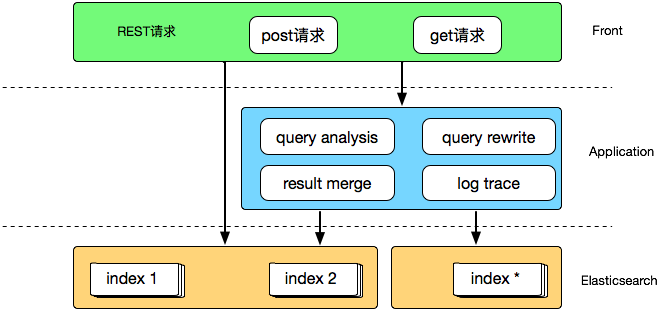 REST请求
post请求
get请求
Front
query analysis
query rewrite
Application
result merge
log trace
index 1
index 2
index *
Elasticsearch